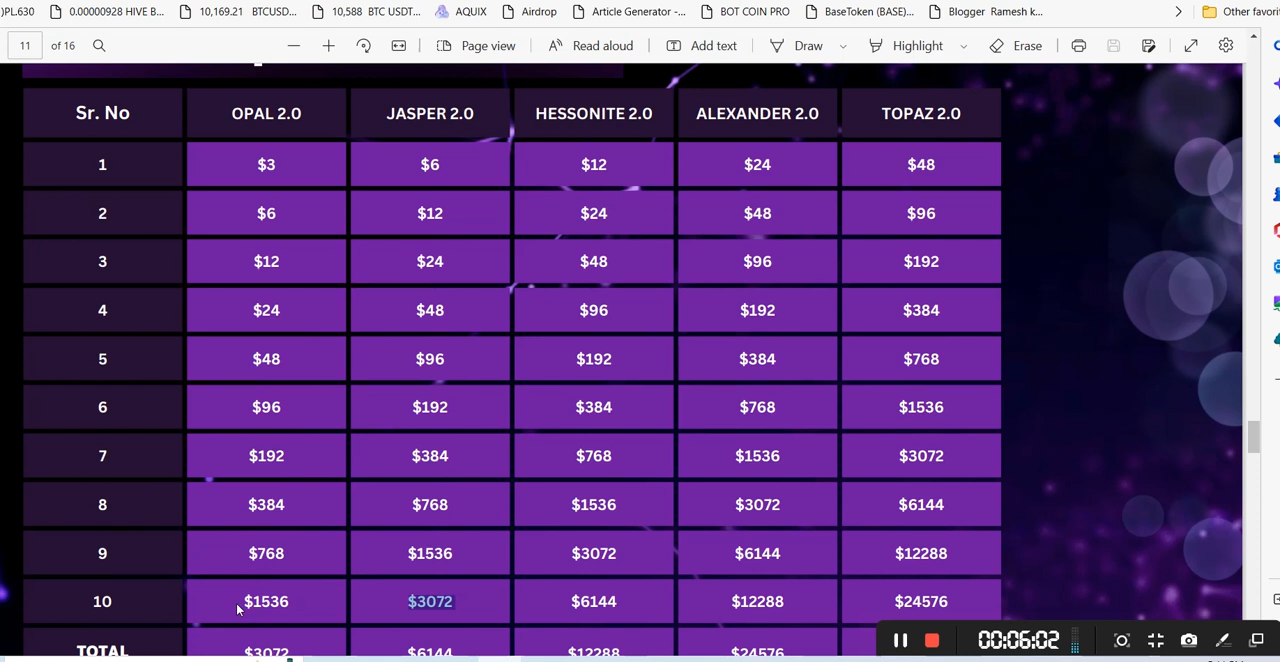 )PL.630 0.00000928 HIVE B... 10,169.21 BTCUSD... 10,588 BTC USDT... AQUIX Airdrop Article Generator -... BOT COIN PRO BaseToken (BASE)... Blogger Ramesh k... Other favori
11 of 16 Page view Read aloud Add text Draw Highlight Erase
Sr. No OPAL 2.0 JASPER 2.0 HESSONITE 2.0 ALEXANDER 2.0 TOPAZ 2.0
1 $3 $6 $12 $24 $48
2 $6 $12 $24 $48 $96
3 $12 $24 $48 $96 $192
4 $24 $48 $96 $192 $384
5 $48 $96 $192 $384 $768
6 $96 $192 $384 $768 $1536
7 $192 $384 $768 $1536 $3072
8 $384 $768 $1536 $3072 $6144
9 $768 $1536 $3072 $6144 $12288
10 $1536 $3072 $6144 $12288 $24576
TOTAL $3072 $6144 $12288 $24576
00:06:02